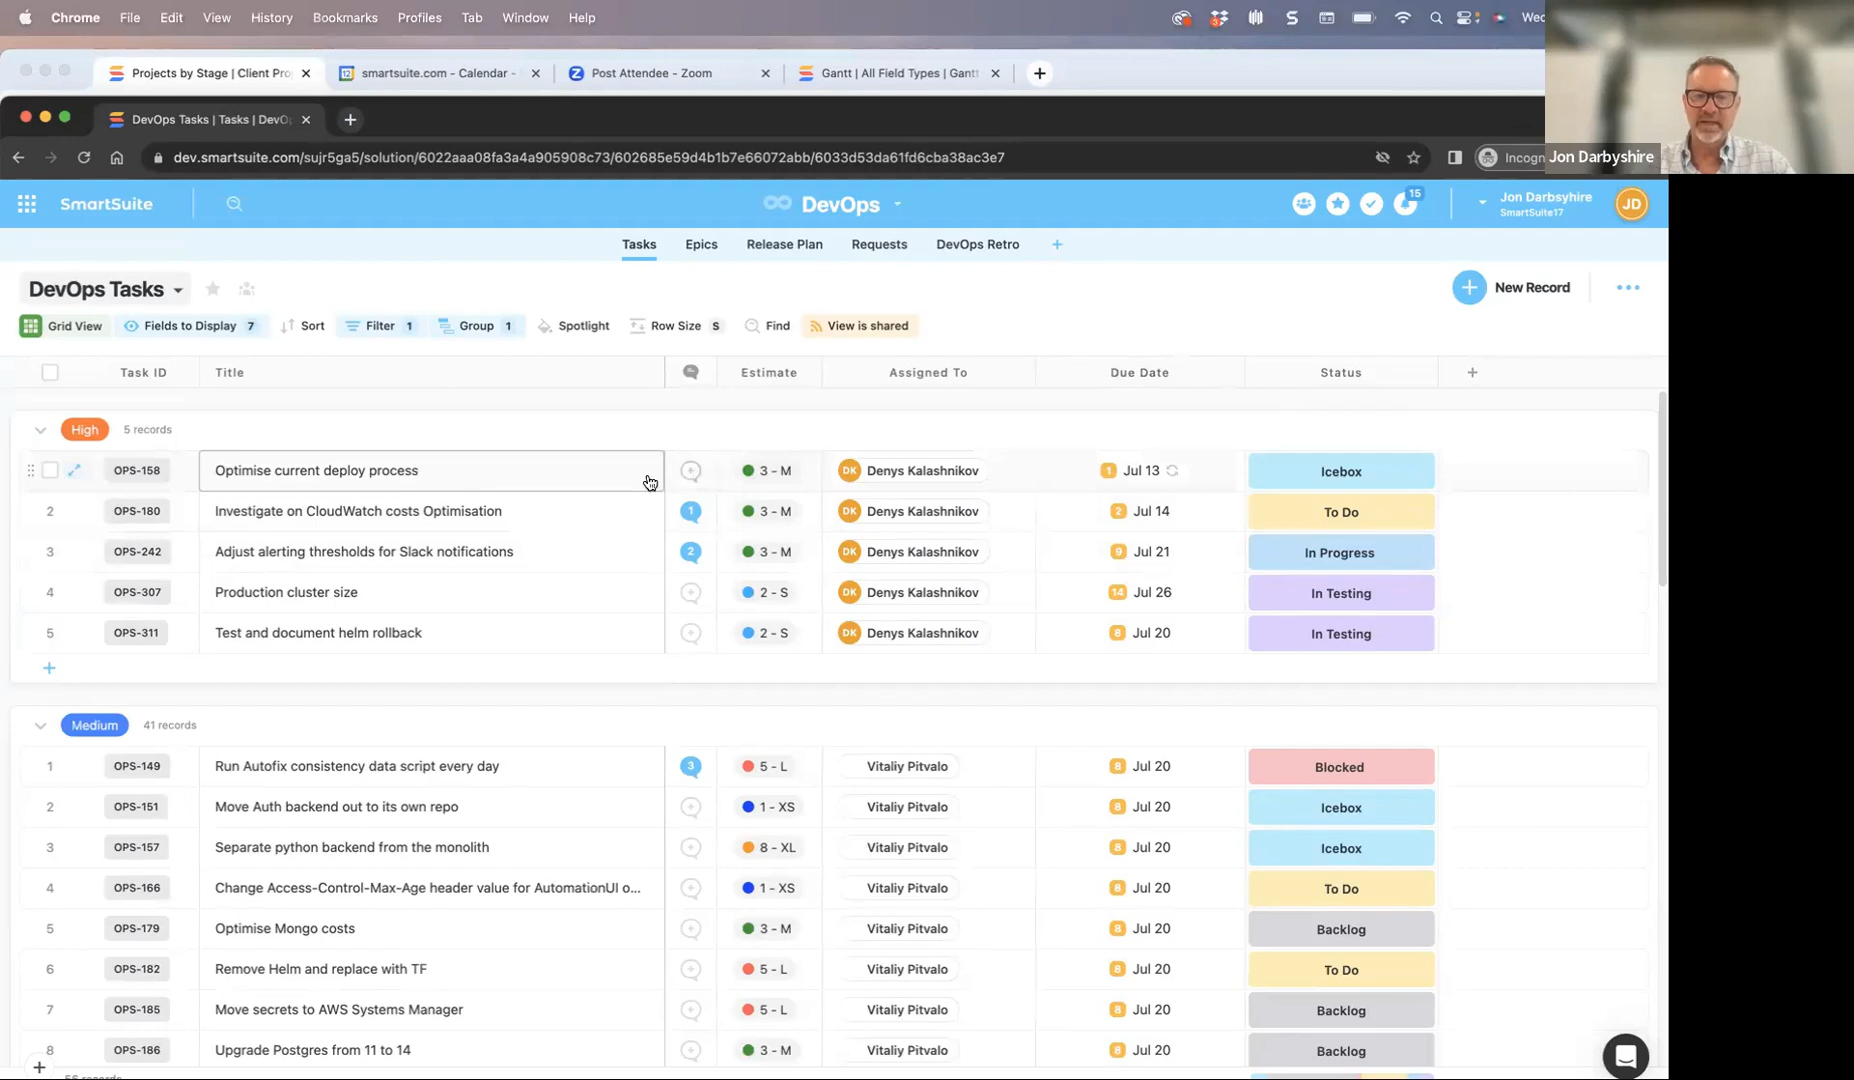 Chrome File Edit View History Bookmarks Profiles Tab Window Help 3 Wed
Projects by Stage | Client Pro smartsuite.com - Calendar - Post Attendee - Zoom Gantt | All Field Types | Gantt
DevOps Tasks | Tasks | DevO
dev.smartsuite.com/sujr5ga5/solution/6022aaa08fa3a4a905908c73/602685e59d4b1b7e66072abb/6033d53da61fd6cba38ac3e7 Incogn
Jon Darbyshire
SmartSuite DevOps 15 Jon Darbsyhire JD
SmartSuite17
Tasks Epics Release Plan Requests DevOps Retro
DevOps Tasks New Record
Grid View Fields to Display 7 Sort Filter 1 Group 1 Spotlight Row Size S Find View is shared
Task ID Title Estimate Assigned To Due Date Status
High 5 records
OPS-158 Optimise current deploy process 3 - M DK Denys Kalashnikov 1 Jul 13 Icebox
2 OPS-180 Investigate on CloudWatch costs Optimisation 1 3 - M DK Denys Kalashnikov 2 Jul 14 To Do
3 OPS-242 Adjust alerting thresholds for Slack notifications 2 3 - M DK Denys Kalashnikov 9 Jul 21 In Progress
4 OPS-307 Production cluster size 2 - S DK Denys Kalashnikov 14 Jul 26 In Testing
5 OPS-311 Test and document helm rollback 2 - S DK Denys Kalashnikov 8 Jul 20 In Testing
Medium 41 records
1 OPS-149 Run Autofix consistency data script every day 3 5 - L Vitaliy Pitvalo 8 Jul 20 Blocked
2 OPS-151 Move Auth backend out to its own repo 1 - XS Vitaliy Pitvalo 8 Jul 20 Icebox
3 OPS-157 Separate python backend from the monolith 8 - XL Vitaliy Pitvalo 8 Jul 20 Icebox
4 OPS-166 Change Access-Control-Max-Age header value for AutomationUI o... 1 - XS Vitaliy Pitvalo 8 Jul 20 To Do
5 OPS-179 Optimise Mongo costs 3 - M Vitaliy Pitvalo 8 Jul 20 Backlog
6 OPS-182 Remove Helm and replace with TF 5 - L Vitaliy Pitvalo 8 Jul 20 To Do
7 OPS-185 Move secrets to AWS Systems Manager 5 - L Vitaliy Pitvalo 8 Jul 20 Backlog
8 OPS-186 Upgrade Postgres from 11 to 14 3 - M Vitaliy Pitvalo 8 Jul 20 Backlog